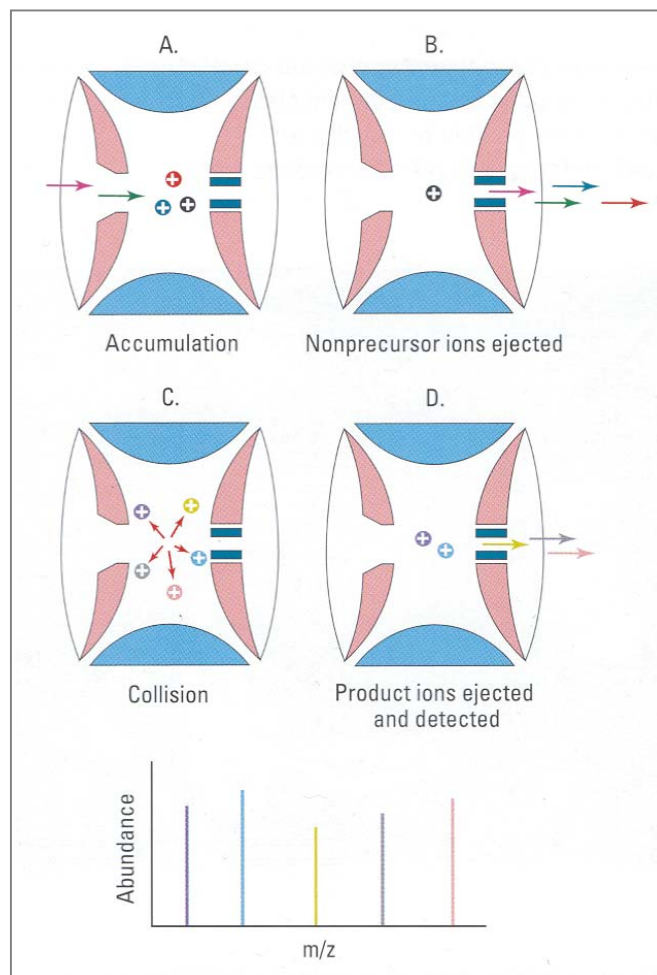 A.
B.
Accumulation
Nonprecursor ions ejected
C.
D.
Collision
Product ions ejected
and detected
Abundance
m/z